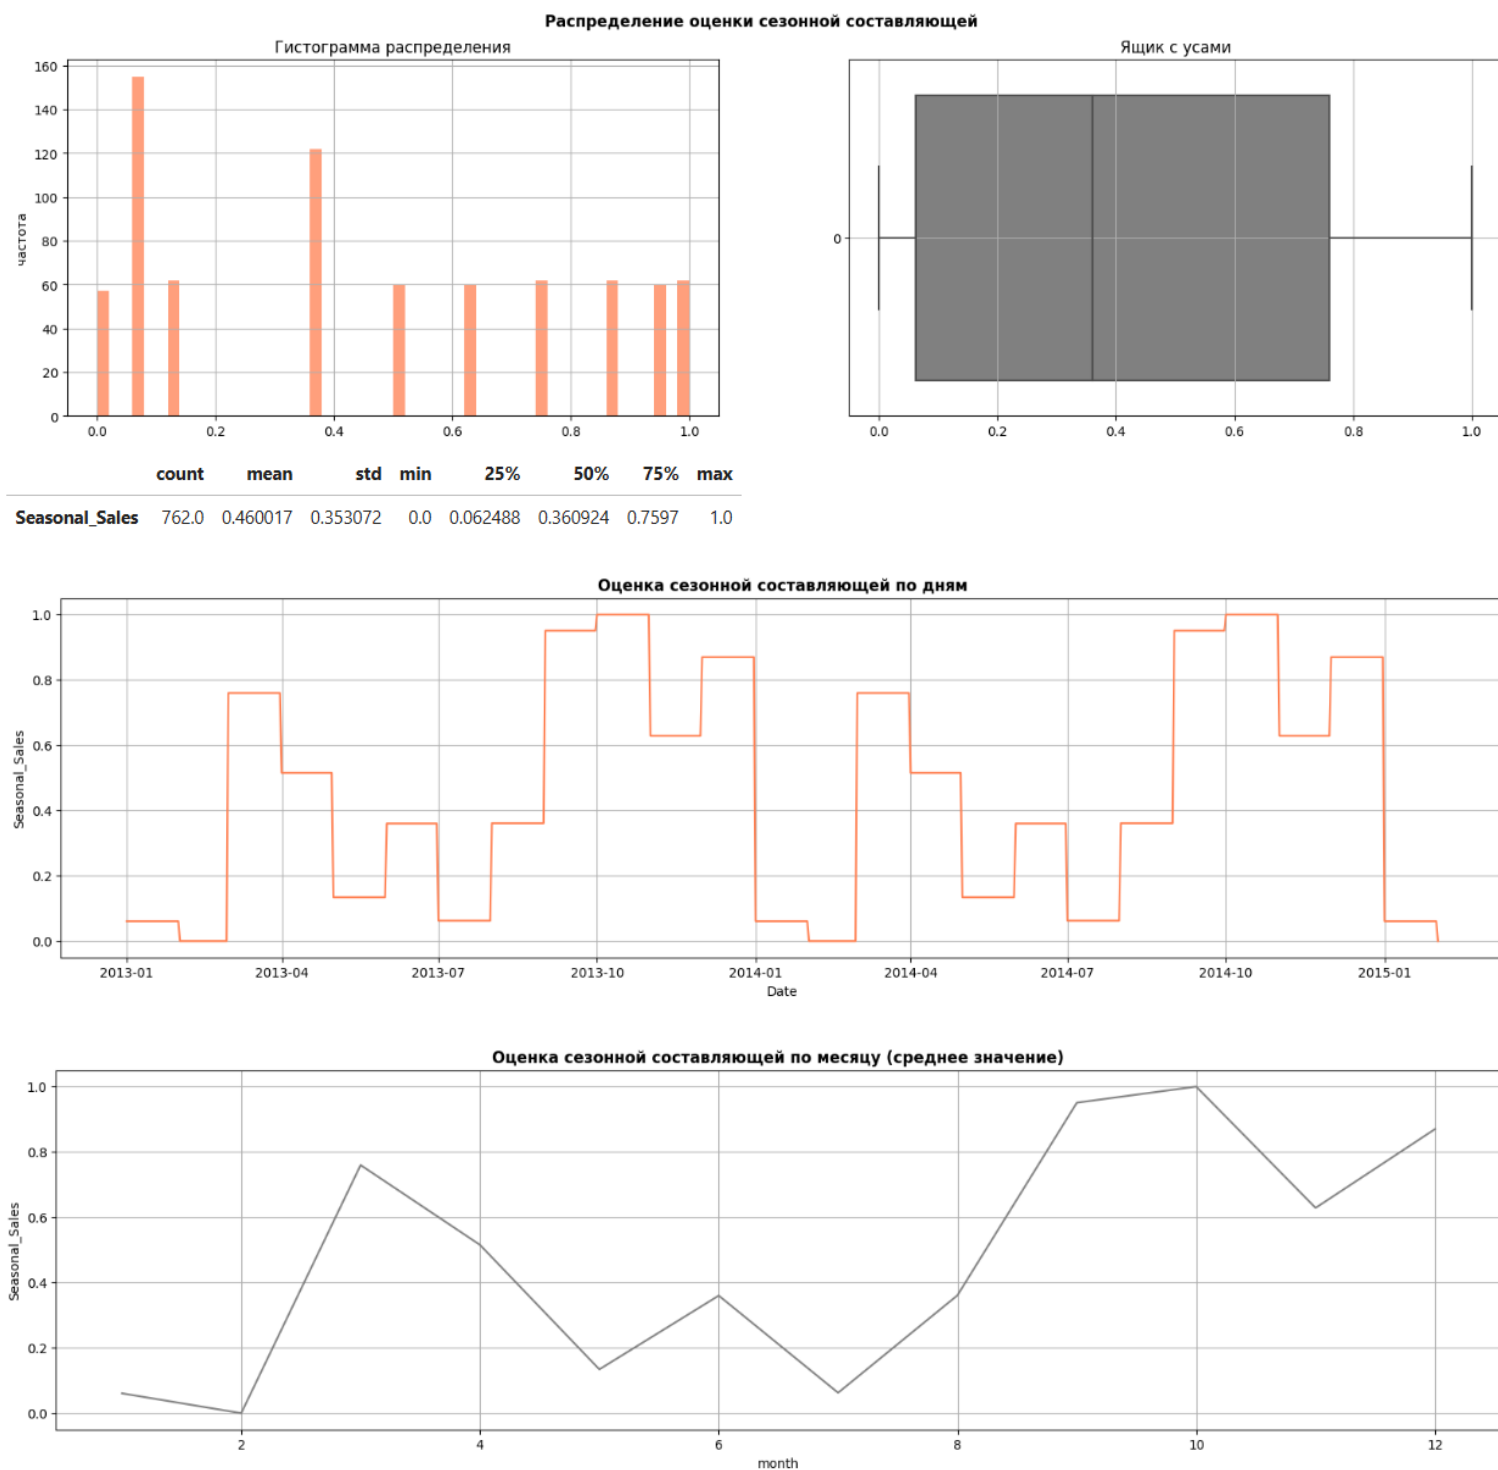 Распределение оценки сезонной составляющей
Гистограмма распределения
160
140
120
100
80
60
40
20
0
частота
0.0 0.2 0.4 0.6 0.8 1.0
Ящик с усами
0
0.0 0.2 0.4 0.6 0.8 1.0
count mean std min 25% 50% 75% max
Seasonal_Sales 762.0 0.460017 0.353072 0.0 0.062488 0.360924 0.7597 1.0
Оценка сезонной составляющей по дням
1.0
0.8
0.6
0.4
0.2
0.0
Seasonal_Sales
2013-01 2013-04 2013-07 2013-10 2014-01 2014-04 2014-07 2014-10 2015-01
Date
Оценка сезонной составляющей по месяцу (среднее значение)
1.0
0.8
0.6
0.4
0.2
0.0
Seasonal_Sales
2 4 6 8 10 12
month